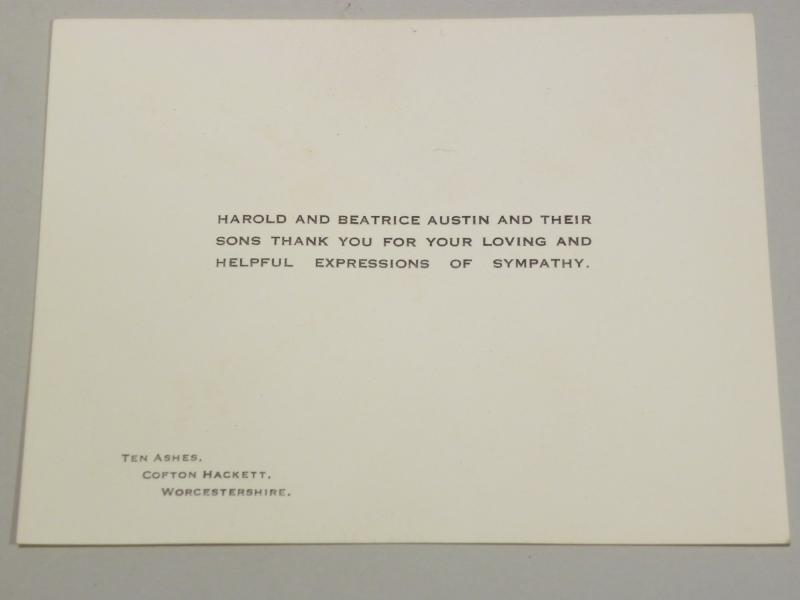 HAROLD AND BEATRICE AUSTIN AND THEIR
SONS THANK YOU FOR YOUR LOVING AND
HELPFUL EXPRESSIONS OF SYMPATHY.
TEN ASHES,
COFTON HACKETT,
WORCESTERSHIRE.